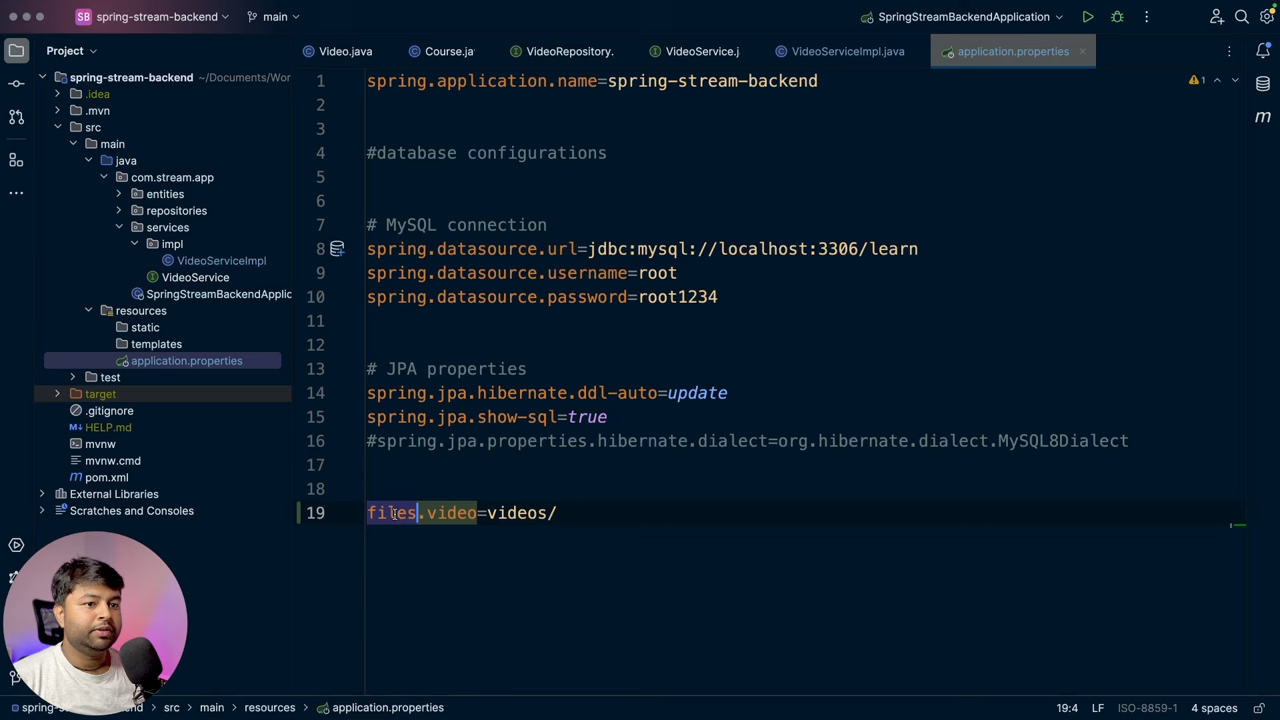 SB spring-stream-backend main SpringStreamBackendApplication
Project Video.java Course.ja VideoRepository. VideoService.j VideoServiceImpl.java application.properties
spring-stream-backend ~/Documents/Wor
.idea
.mvn
src
main
java
com.stream.app
entities
repositories
services
impl
VideoServiceImpl
VideoService
SpringStreamBackendApplic
resources
static
templates
application.properties
test
target
.gitignore
HELP.md
mvnw
mvnw.cmd
pom.xml
External Libraries
Scratches and Consoles
1 spring.application.name=spring-stream-backend
2
3
4 #database configurations
5
6
7 # MySQL connection
8 spring.datasource.url=jdbc:mysql://localhost:3306/learn
9 spring.datasource.username=root
10 spring.datasource.password=root1234
11
12
13 # JPA properties
14 spring.jpa.hibernate.ddl-auto=update
15 spring.jpa.show-sql=true
16 #spring.jpa.properties.hibernate.dialect=org.hibernate.dialect.MySQL8Dialect
17
18
19 files.video=videos/
1
m
spring-s nd src main resources application.properties 19:4 LF ISO-8859-1 4 spaces